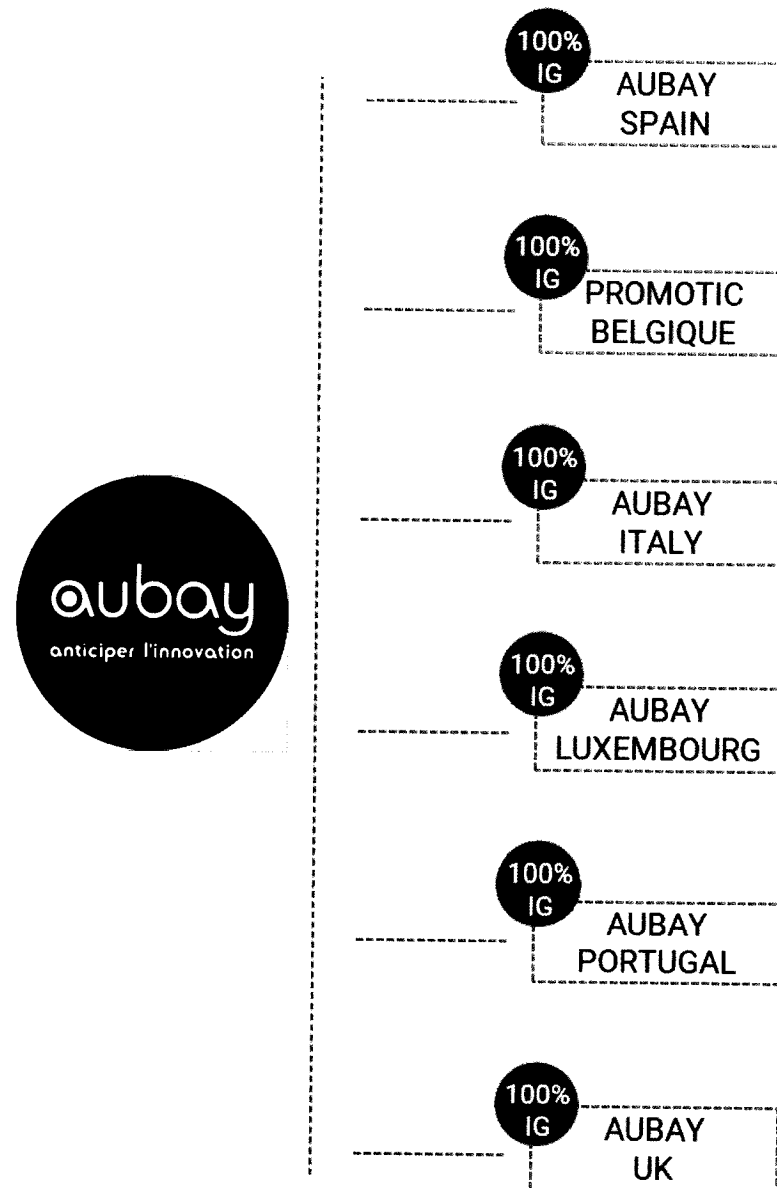 100%
IG
AUBAY
SPAIN
100%
IG
PROMOTIC
BELGIQUE
100%
IG
AUBAY
ITALY
aubay
anticiper l'innovation
100%
IG
AUBAY
LUXEMBOURG
100%
IG
AUBAY
PORTUGAL
100%
IG
AUBAY
UK